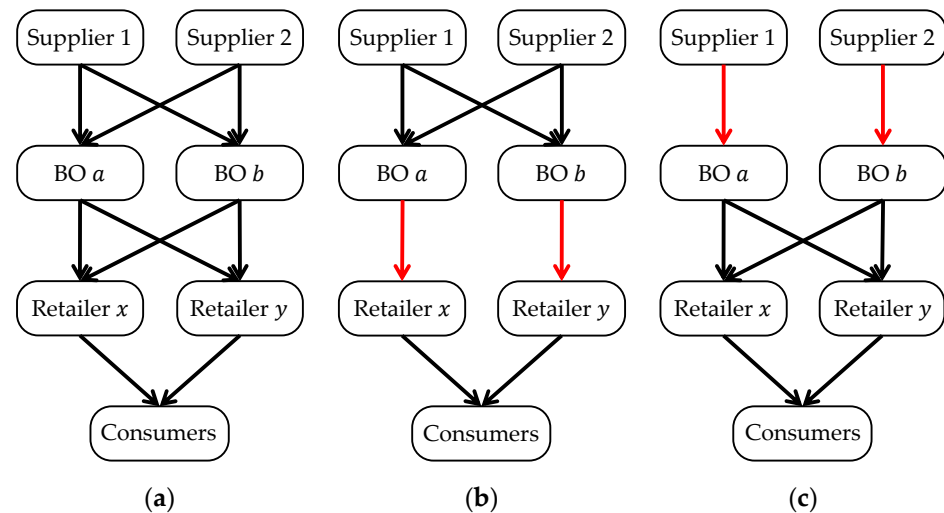 Supplier 1 Supplier 2 Supplier 1 Supplier 2 Supplier 1 Supplier 2
BO a BO b BO a BO b BO a BO b
Retailer x Retailer y Retailer x Retailer y Retailer x Retailer y
Consumers Consumers Consumers
(a) (b) (c)